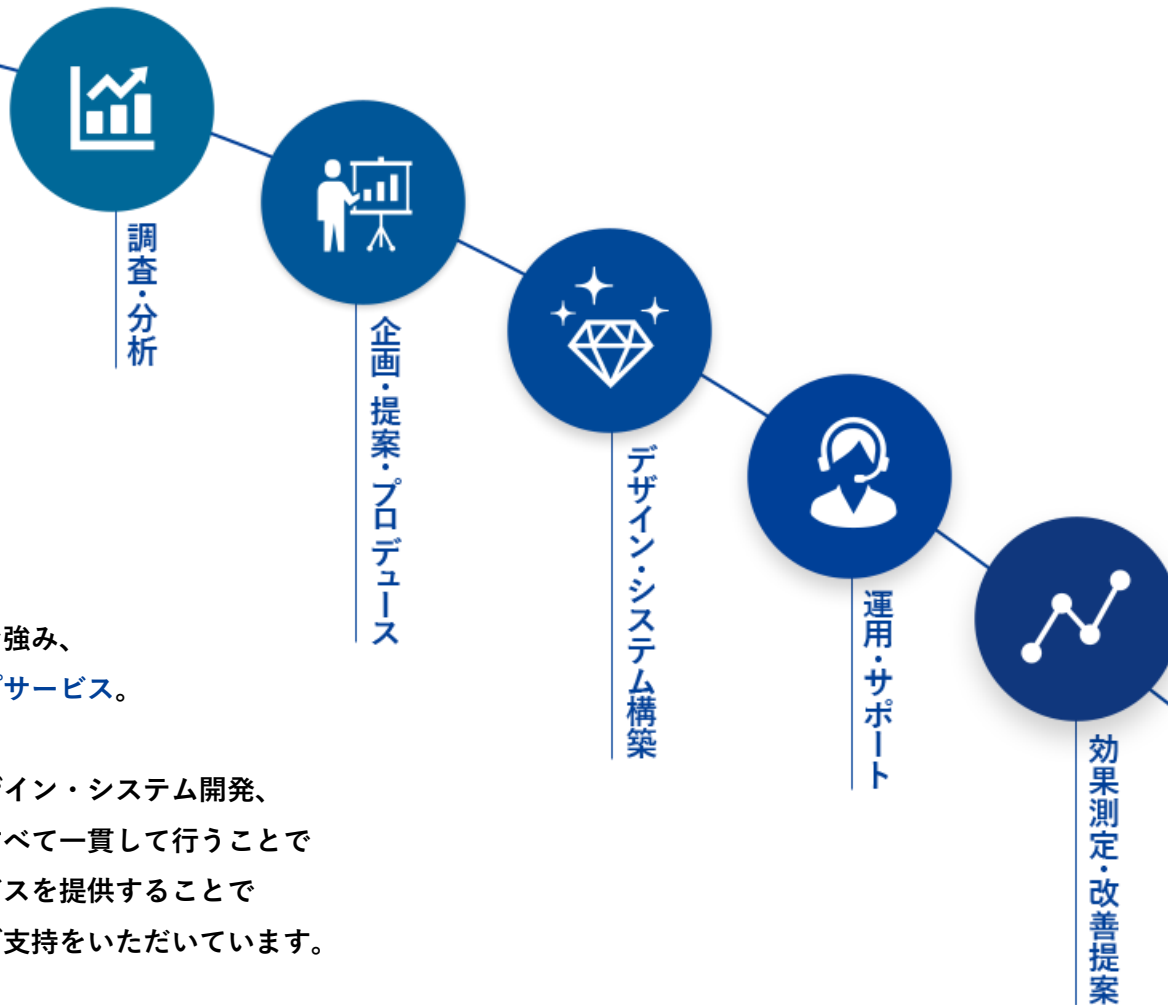 調査・分析
企画・提案・プロデュース
デザイン・システム構築
運用・サポート
効果測定・改善提案
強み、
サービス。
イン・システム開発、
べて一貫して行うことで
スを提供することで
支持をいただいています。